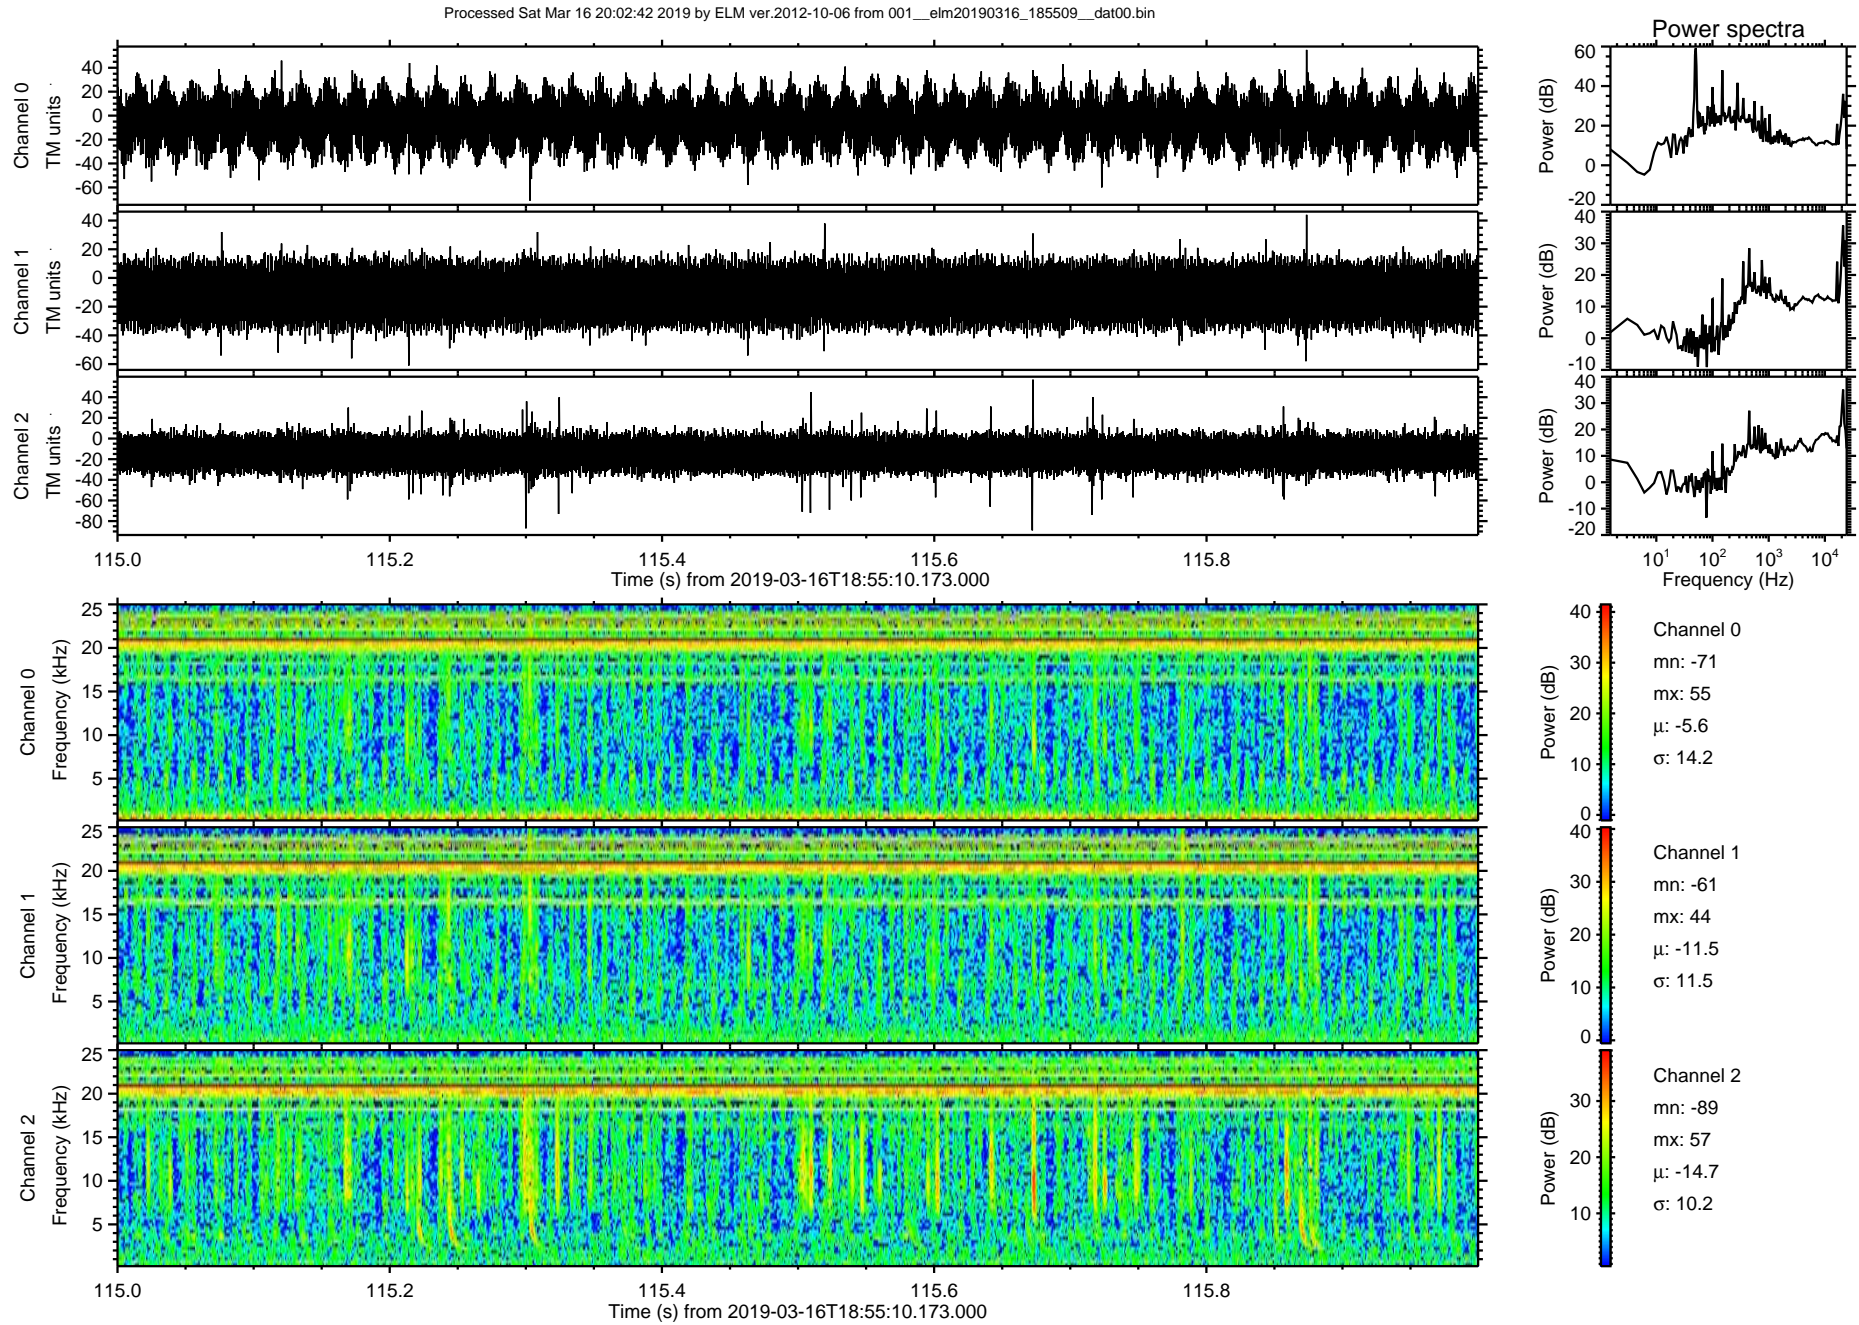 Processed Sat Mar 16 20:02:42 2019 by ELM ver.2012-10-06 from 001__elm20190316_185509__dat00.bin
Power spectra
Channel 0
TM units
40
20
0
-20
-40
-60
Power (dB)
60
40
20
0
-20
Channel 1
TM units
40
20
0
-20
-40
-60
Power (dB)
40
30
20
10
0
-10
Channel 2
TM units
40
20
0
-20
-40
-60
-80
Power (dB)
40
30
20
10
0
-10
-20
115.0 115.2 115.4 115.6 115.8
Time (s) from 2019-03-16T18:55:10.173.000
10¹ 10² 10³ 10⁴
Frequency (Hz)
Channel 0
Frequency (kHz)
25
20
15
10
5
Power (dB)
40
30
20
10
0
Channel 0
mn: -71
mx: 55
μ: -5.6
σ: 14.2
Channel 1
Frequency (kHz)
25
20
15
10
5
Power (dB)
40
30
20
10
0
Channel 1
mn: -61
mx: 44
μ: -11.5
σ: 11.5
Channel 2
Frequency (kHz)
25
20
15
10
5
Power (dB)
30
20
10
Channel 2
mn: -89
mx: 57
μ: -14.7
σ: 10.2
115.0 115.2 115.4 115.6 115.8
Time (s) from 2019-03-16T18:55:10.173.000